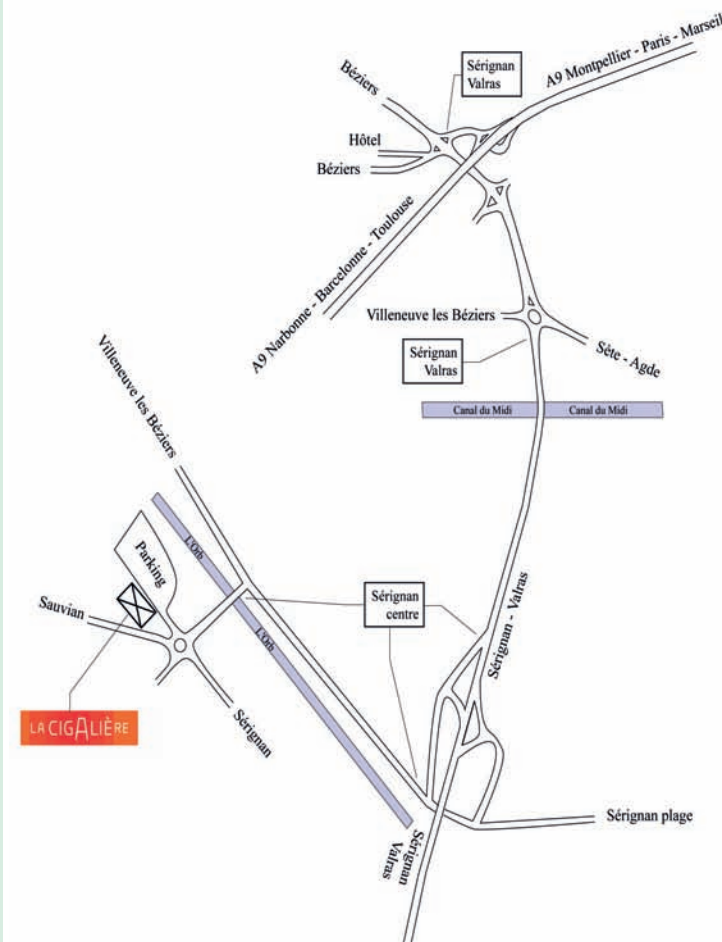 A9 Montpellier - Paris - Marseil
Sérignan
Valras
Béziers
Hôtel
Béziers
A9 Narbonne - Barcelonne - Toulouse
Villeneuve les Béziers
Sérignan
Valras
Sète - Agde
Canal du Midi
Canal du Midi
Villeneuve les Béziers
L'Orb
Parking
Sérignan
centre
Sauvian
L'Orb
Sérignan - Valras
Sérignan
LA CIGALIÈRE
Sérignan plage
Sérignan
Valras